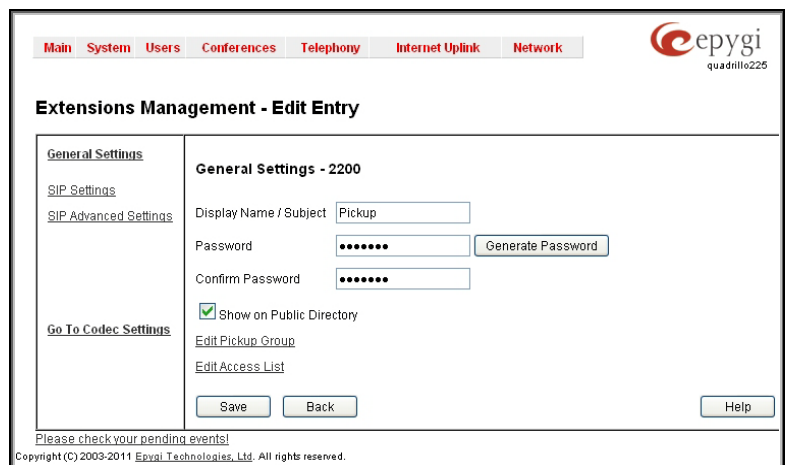 Main System Users Conferences Telephony Internet Uplink Network
epygi
quadrillo225
Extensions Management - Edit Entry
General Settings
SIP Settings
SIP Advanced Settings
Go To Codec Settings
General Settings - 2200
Display Name / Subject Pickup
Password ••••••• Generate Password
Confirm Password •••••••
Show on Public Directory
Edit Pickup Group
Edit Access List
Save Back Help
Please check your pending events!
Copyright (C) 2003-2011 Epygi Technologies, Ltd. All rights reserved.